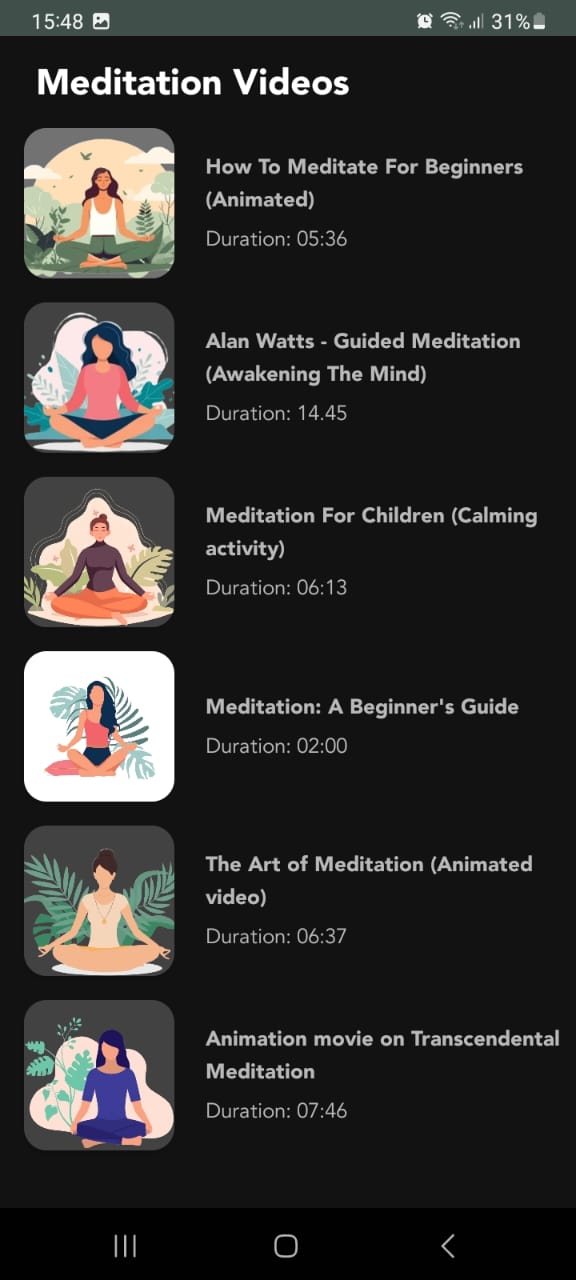 15:48
31%
Meditation Videos
How To Meditate For Beginners
(Animated)
Duration: 05:36
Alan Watts - Guided Meditation
(Awakening The Mind)
Duration: 14.45
Meditation For Children (Calming
activity)
Duration: 06:13
Meditation: A Beginner's Guide
Duration: 02:00
The Art of Meditation (Animated
video)
Duration: 06:37
Animation movie on Transcendental
Meditation
Duration: 07:46